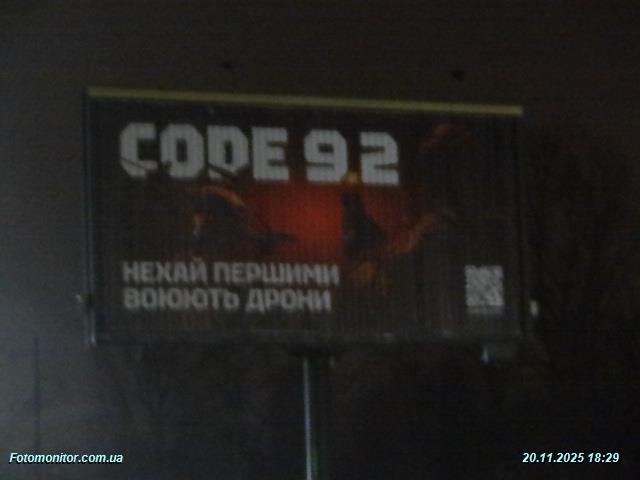 CODE 9.2
НЕХАЙ ПЕРШИМИ
ВОЮЮТЬ ДРОНИ
Fotomonitor.com.ua
20.11.2025 18:29